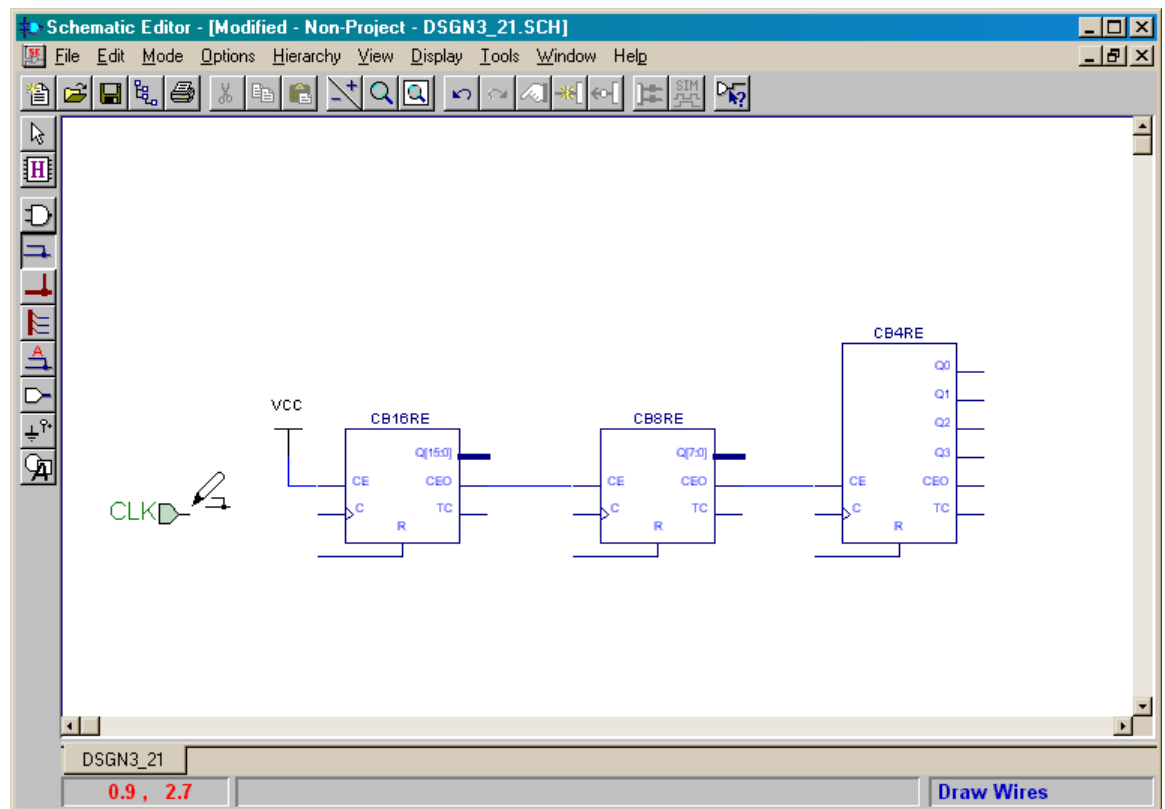 Schematic Editor - [Modified - Non-Project - DSGN3_21.SCH]
File Edit Mode Options Hierarchy View Display Tools Window Help
SIM
H
A
A
CB4RE
Q0
Q1
Q2
Q3
CE CEO
C TC
R
VCC
CB16RE
Q[15:0]
CE CEO
C TC
R
CB8RE
Q[7:0]
CE CEO
C TC
R
CLK
DSGN3_21
0.9 , 2.7 Draw Wires